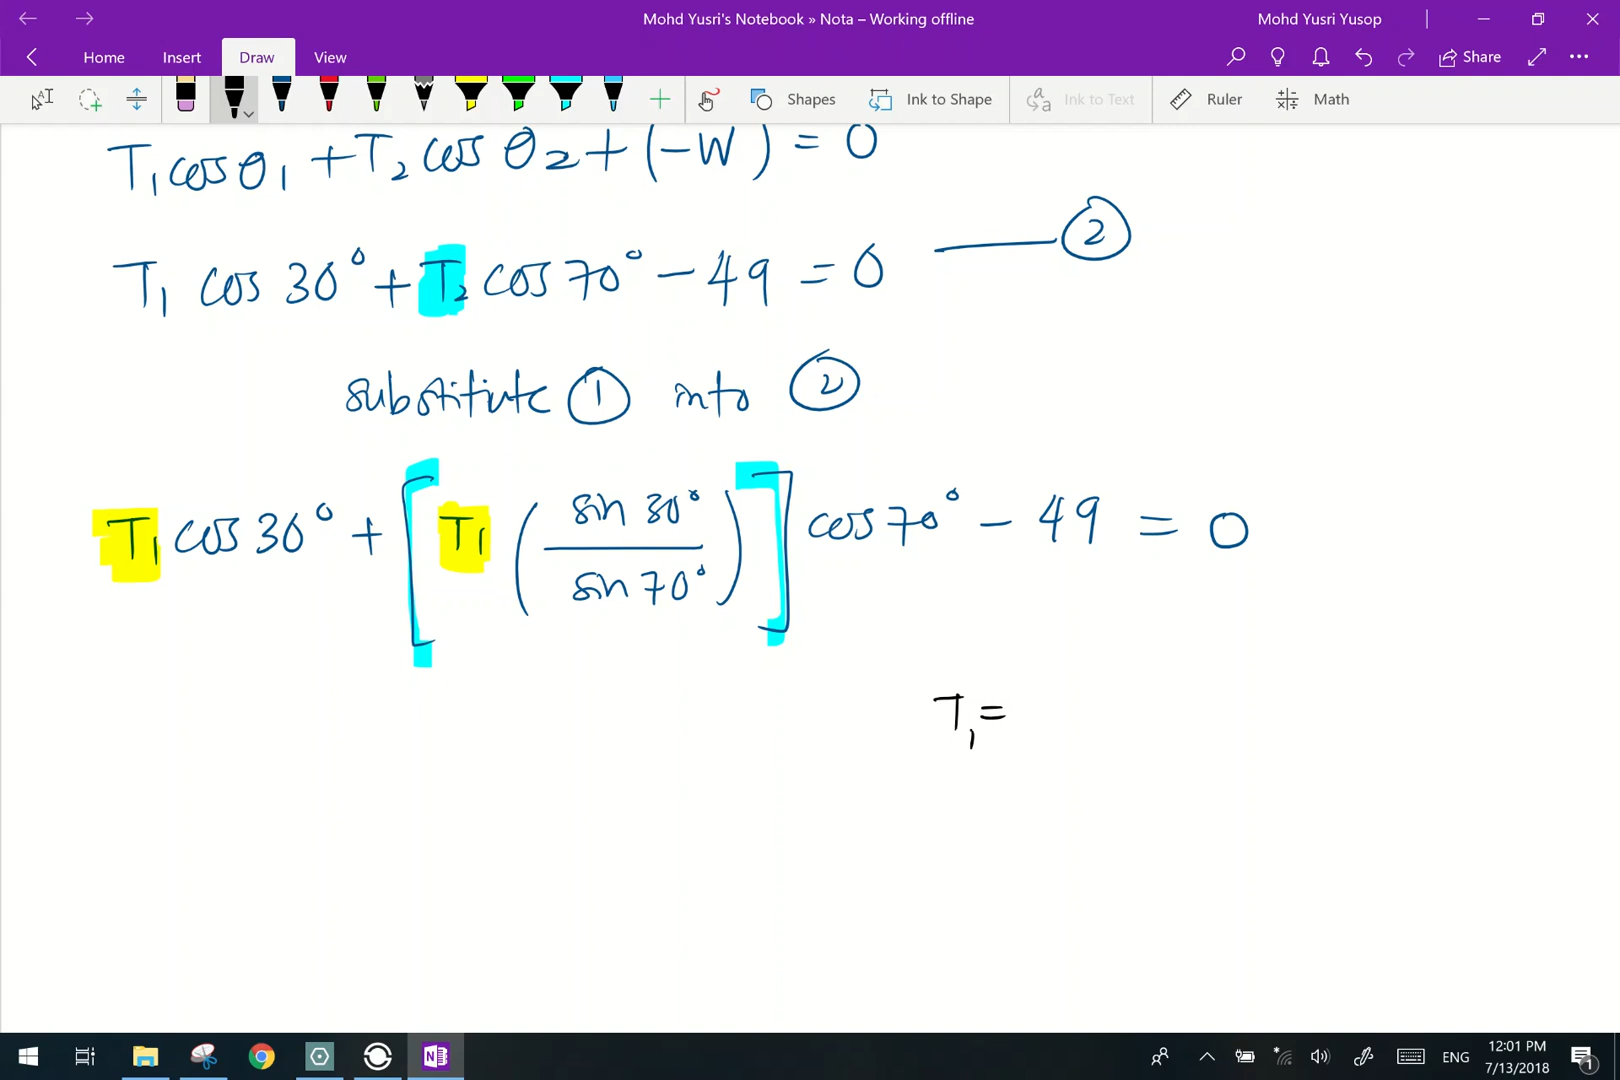 Mohd Yusri's Notebook » Nota – Working offline
Mohd Yusri Yusop
Home Insert Draw View
Share
Shapes Ink to Shape Ink to Text Ruler Math
T₁cosθ₁ + T₂ cos θ₂ + (-W) = 0
T₁ cos 30° + T₂ cos 70° - 49 = 0 —— ②
substitute ① into ②
T₁ cos 30° + [ T₁ ( sin 30° / sin 70° ) ] cos 70° - 49 = 0
T₁ =
ENG
12:01 PM
7/13/2018
1